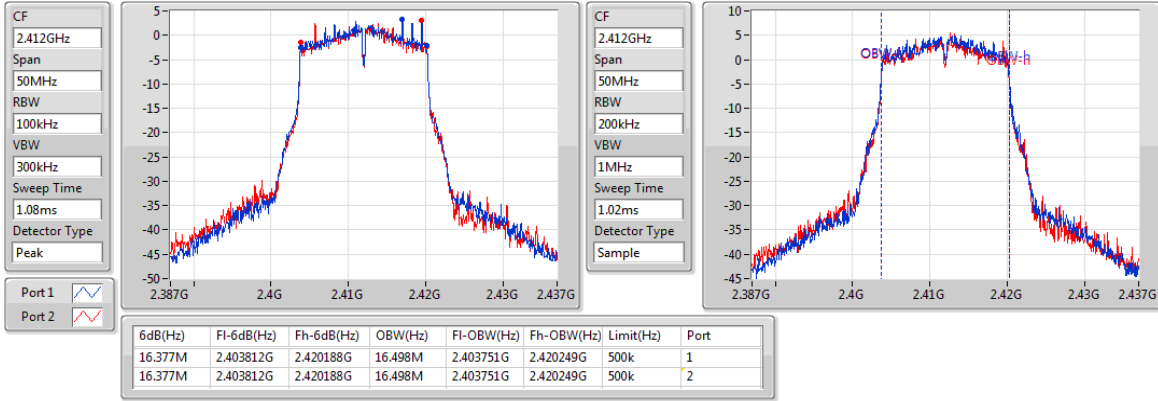 CF
2.412GHz
Span
50MHz
RBW
100kHz
VBW
300kHz
Sweep Time
1.08ms
Detector Type
Peak
Port 1
Port 2
5
0
-5
-10
-15
-20
-25
-30
-35
-40
-45
-50
2.387G 2.4G 2.41G 2.42G 2.43G 2.437G
CF
2.412GHz
Span
50MHz
RBW
200kHz
VBW
1MHz
Sweep Time
1.02ms
Detector Type
Sample
10
5
0
-5
-10
-15
-20
-25
-30
-35
-40
-45
OBW-h
2.387G 2.4G 2.41G 2.42G 2.43G 2.437G
6dB(Hz) Fl-6dB(Hz) Fh-6dB(Hz) OBW(Hz) Fl-OBW(Hz) Fh-OBW(Hz) Limit(Hz) Port
16.377M 2.403812G 2.420188G 16.498M 2.403751G 2.420249G 500k 1
16.377M 2.403812G 2.420188G 16.498M 2.403751G 2.420249G 500k 2